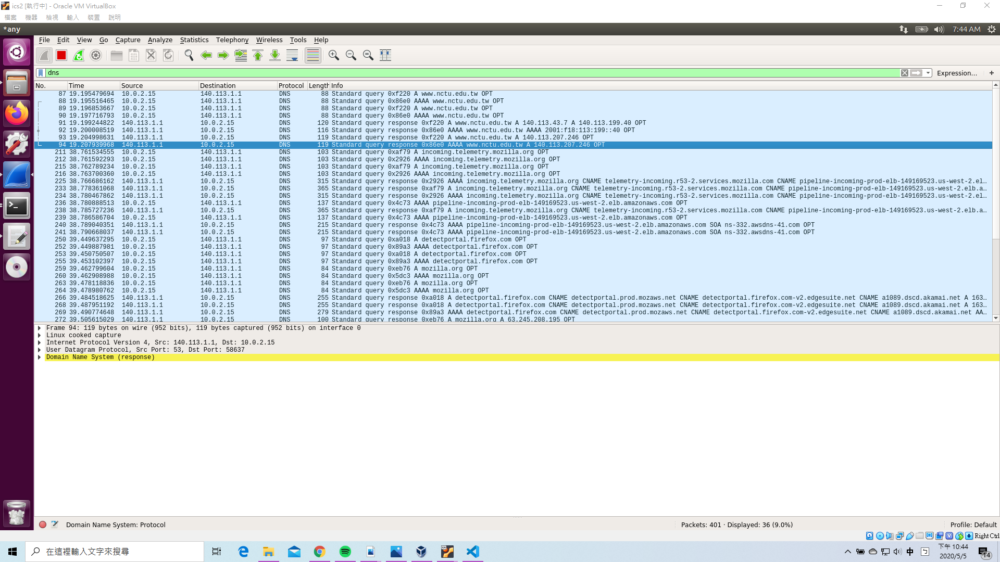 ics2 [執行中] - Oracle VM VirtualBox
檔案 機器 檢視 輸入 裝置 說明
*any 7:44 AM
File Edit View Go Capture Analyze Statistics Telephony Wireless Tools Help
dns Expression… +
No. Time Source Destination Protocol Length Info
87 19.195479694 10.0.2.15 140.113.1.1 DNS 88 Standard query 0xf220 A www.nctu.edu.tw OPT
88 19.195516465 10.0.2.15 140.113.1.1 DNS 88 Standard query 0x86e0 AAAA www.nctu.edu.tw OPT
89 19.196853667 10.0.2.15 140.113.1.1 DNS 88 Standard query 0xf220 A www.nctu.edu.tw OPT
90 19.197716793 10.0.2.15 140.113.1.1 DNS 88 Standard query 0x86e0 AAAA www.nctu.edu.tw OPT
91 19.199244822 140.113.1.1 10.0.2.15 DNS 120 Standard query response 0xf220 A www.nctu.edu.tw A 140.113.43.7 A 140.113.199.40 OPT
92 19.200008519 140.113.1.1 10.0.2.15 DNS 116 Standard query response 0x86e0 AAAA www.nctu.edu.tw AAAA 2001:f18:113:199::40 OPT
93 19.204998631 140.113.1.1 10.0.2.15 DNS 119 Standard query response 0xf220 A www.nctu.edu.tw A 140.113.207.246 OPT
94 19.207939968 140.113.1.1 10.0.2.15 DNS 119 Standard query response 0x86e0 AAAA www.nctu.edu.tw A 140.113.207.246 OPT
211 38.761534555 10.0.2.15 140.113.1.1 DNS 103 Standard query 0xaf79 A incoming.telemetry.mozilla.org OPT
212 38.761592293 10.0.2.15 140.113.1.1 DNS 103 Standard query 0x2926 AAAA incoming.telemetry.mozilla.org OPT
215 38.762789234 10.0.2.15 140.113.1.1 DNS 103 Standard query 0xaf79 A incoming.telemetry.mozilla.org OPT
216 38.763700360 10.0.2.15 140.113.1.1 DNS 103 Standard query 0x2926 AAAA incoming.telemetry.mozilla.org OPT
225 38.766686162 140.113.1.1 10.0.2.15 DNS 315 Standard query response 0x2926 AAAA incoming.telemetry.mozilla.org CNAME telemetry-incoming.r53-2.services.mozilla.com CNAME pipeline-incoming-prod-elb-149169523.us-west-2.el…
233 38.778361068 140.113.1.1 10.0.2.15 DNS 365 Standard query response 0xaf79 A incoming.telemetry.mozilla.org CNAME telemetry-incoming.r53-2.services.mozilla.com CNAME pipeline-incoming-prod-elb-149169523.us-west-2.elb.a…
234 38.780467862 140.113.1.1 10.0.2.15 DNS 315 Standard query response 0x2926 AAAA incoming.telemetry.mozilla.org CNAME telemetry-incoming.r53-2.services.mozilla.com CNAME pipeline-incoming-prod-elb-149169523.us-west-2.el…
236 38.780888513 10.0.2.15 140.113.1.1 DNS 137 Standard query 0x4c73 AAAA pipeline-incoming-prod-elb-149169523.us-west-2.elb.amazonaws.com OPT
238 38.785727236 140.113.1.1 10.0.2.15 DNS 365 Standard query response 0xaf79 A incoming.telemetry.mozilla.org CNAME telemetry-incoming.r53-2.services.mozilla.com CNAME pipeline-incoming-prod-elb-149169523.us-west-2.elb.a…
239 38.786586704 10.0.2.15 140.113.1.1 DNS 137 Standard query 0x4c73 AAAA pipeline-incoming-prod-elb-149169523.us-west-2.elb.amazonaws.com OPT
240 38.789040351 140.113.1.1 10.0.2.15 DNS 215 Standard query response 0x4c73 AAAA pipeline-incoming-prod-elb-149169523.us-west-2.elb.amazonaws.com SOA ns-332.awsdns-41.com OPT
241 38.790668037 140.113.1.1 10.0.2.15 DNS 215 Standard query response 0x4c73 AAAA pipeline-incoming-prod-elb-149169523.us-west-2.elb.amazonaws.com SOA ns-332.awsdns-41.com OPT
250 39.449637295 10.0.2.15 140.113.1.1 DNS 97 Standard query 0xa018 A detectportal.firefox.com OPT
252 39.449887981 10.0.2.15 140.113.1.1 DNS 97 Standard query 0x89a3 AAAA detectportal.firefox.com OPT
253 39.450750507 10.0.2.15 140.113.1.1 DNS 97 Standard query 0xa018 A detectportal.firefox.com OPT
255 39.453102397 10.0.2.15 140.113.1.1 DNS 97 Standard query 0x89a3 AAAA detectportal.firefox.com OPT
259 39.462799604 10.0.2.15 140.113.1.1 DNS 84 Standard query 0xeb76 A mozilla.org OPT
260 39.462908988 10.0.2.15 140.113.1.1 DNS 84 Standard query 0x5dc3 AAAA mozilla.org OPT
263 39.478118836 10.0.2.15 140.113.1.1 DNS 84 Standard query 0xeb76 A mozilla.org OPT
264 39.478980762 10.0.2.15 140.113.1.1 DNS 84 Standard query 0x5dc3 AAAA mozilla.org OPT
266 39.484518625 140.113.1.1 10.0.2.15 DNS 255 Standard query response 0xa018 A detectportal.firefox.com CNAME detectportal.prod.mozaws.net CNAME detectportal.firefox.com-v2.edgesuite.net CNAME a1089.dscd.akamai.net A 163…
268 39.487951192 140.113.1.1 10.0.2.15 DNS 255 Standard query response 0xa018 A detectportal.firefox.com CNAME detectportal.prod.mozaws.net CNAME detectportal.firefox.com-v2.edgesuite.net CNAME a1089.dscd.akamai.net A 163…
269 39.490774648 140.113.1.1 10.0.2.15 DNS 279 Standard query response 0x89a3 AAAA detectportal.firefox.com CNAME detectportal.prod.mozaws.net CNAME detectportal.firefox.com-v2.edgesuite.net CNAME a1089.dscd.akamai.net AA…
272 39.505615029 140.113.1.1 10.0.2.15 DNS 100 Standard query response 0xeb76 A mozilla.org A 63.245.208.195 OPT
Frame 94: 119 bytes on wire (952 bits), 119 bytes captured (952 bits) on interface 0
Linux cooked capture
Internet Protocol Version 4, Src: 140.113.1.1, Dst: 10.0.2.15
User Datagram Protocol, Src Port: 53, Dst Port: 58637
Domain Name System (response)
Domain Name System: Protocol Packets: 401 · Displayed: 36 (9.0%) Profile: Default
Right Ctrl
在這裡輸入文字來搜尋 中 下午 10:44
2020/5/5 14